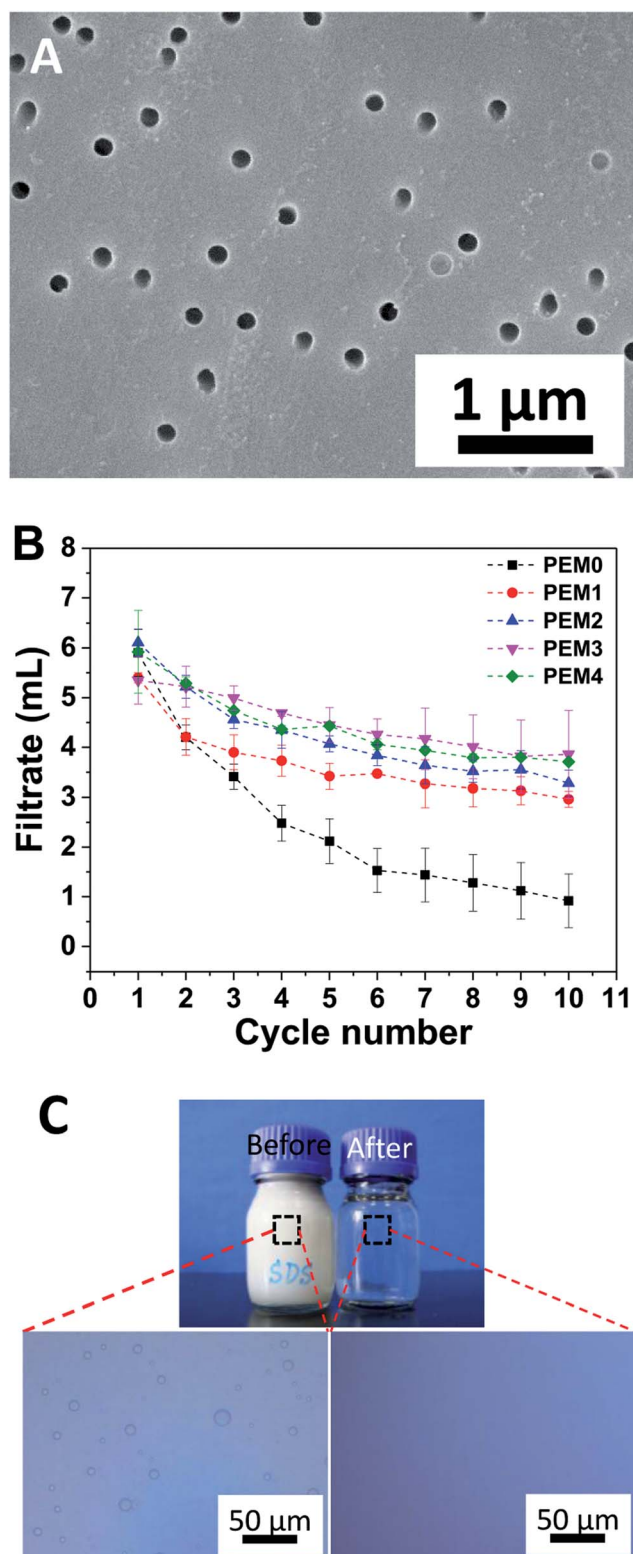 A
1 μm
B
8
7
6
5
4
3
2
1
0
Filtrate (mL)
PEM0
PEM1
PEM2
PEM3
PEM4
0 1 2 3 4 5 6 7 8 9 10 11
Cycle number
C
Before After
SDS
50 μm 50 μm